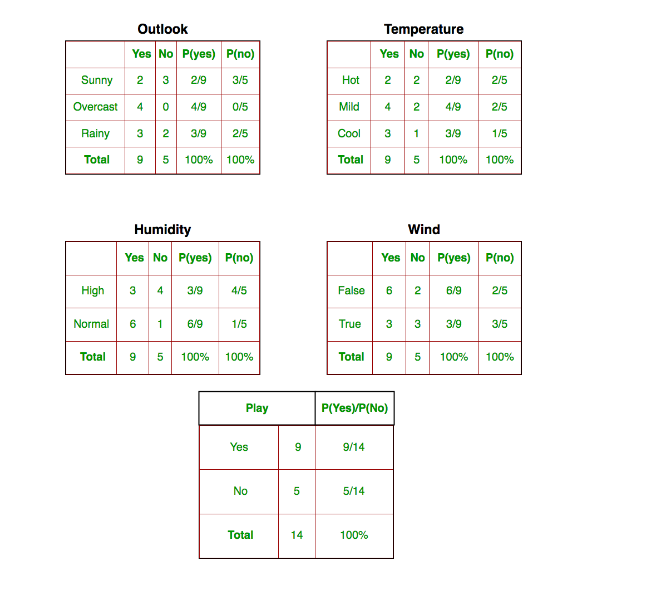 Outlook
Yes No P(yes) P(no)
Sunny 2 3 2/9 3/5
Overcast 4 0 4/9 0/5
Rainy 3 2 3/9 2/5
Total 9 5 100% 100%
Temperature
Yes No P(yes) P(no)
Hot 2 2 2/9 2/5
Mild 4 2 4/9 2/5
Cool 3 1 3/9 1/5
Total 9 5 100% 100%
Humidity
Yes No P(yes) P(no)
High 3 4 3/9 4/5
Normal 6 1 6/9 1/5
Total 9 5 100% 100%
Wind
Yes No P(yes) P(no)
False 6 2 6/9 2/5
True 3 3 3/9 3/5
Total 9 5 100% 100%
Play P(Yes)/P(No)
Yes 9 9/14
No 5 5/14
Total 14 100%